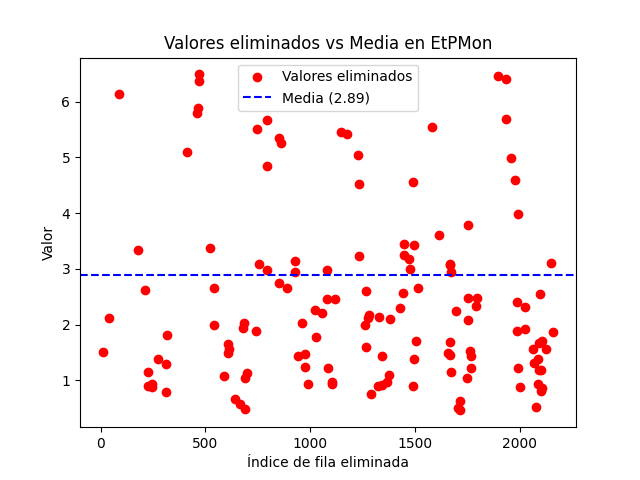 Valores eliminados vs Media en EtPMon
Valores eliminados
Media (2.89)
Valor
6
5
4
3
2
1
0
500
1000
1500
2000
Índice de fila eliminada